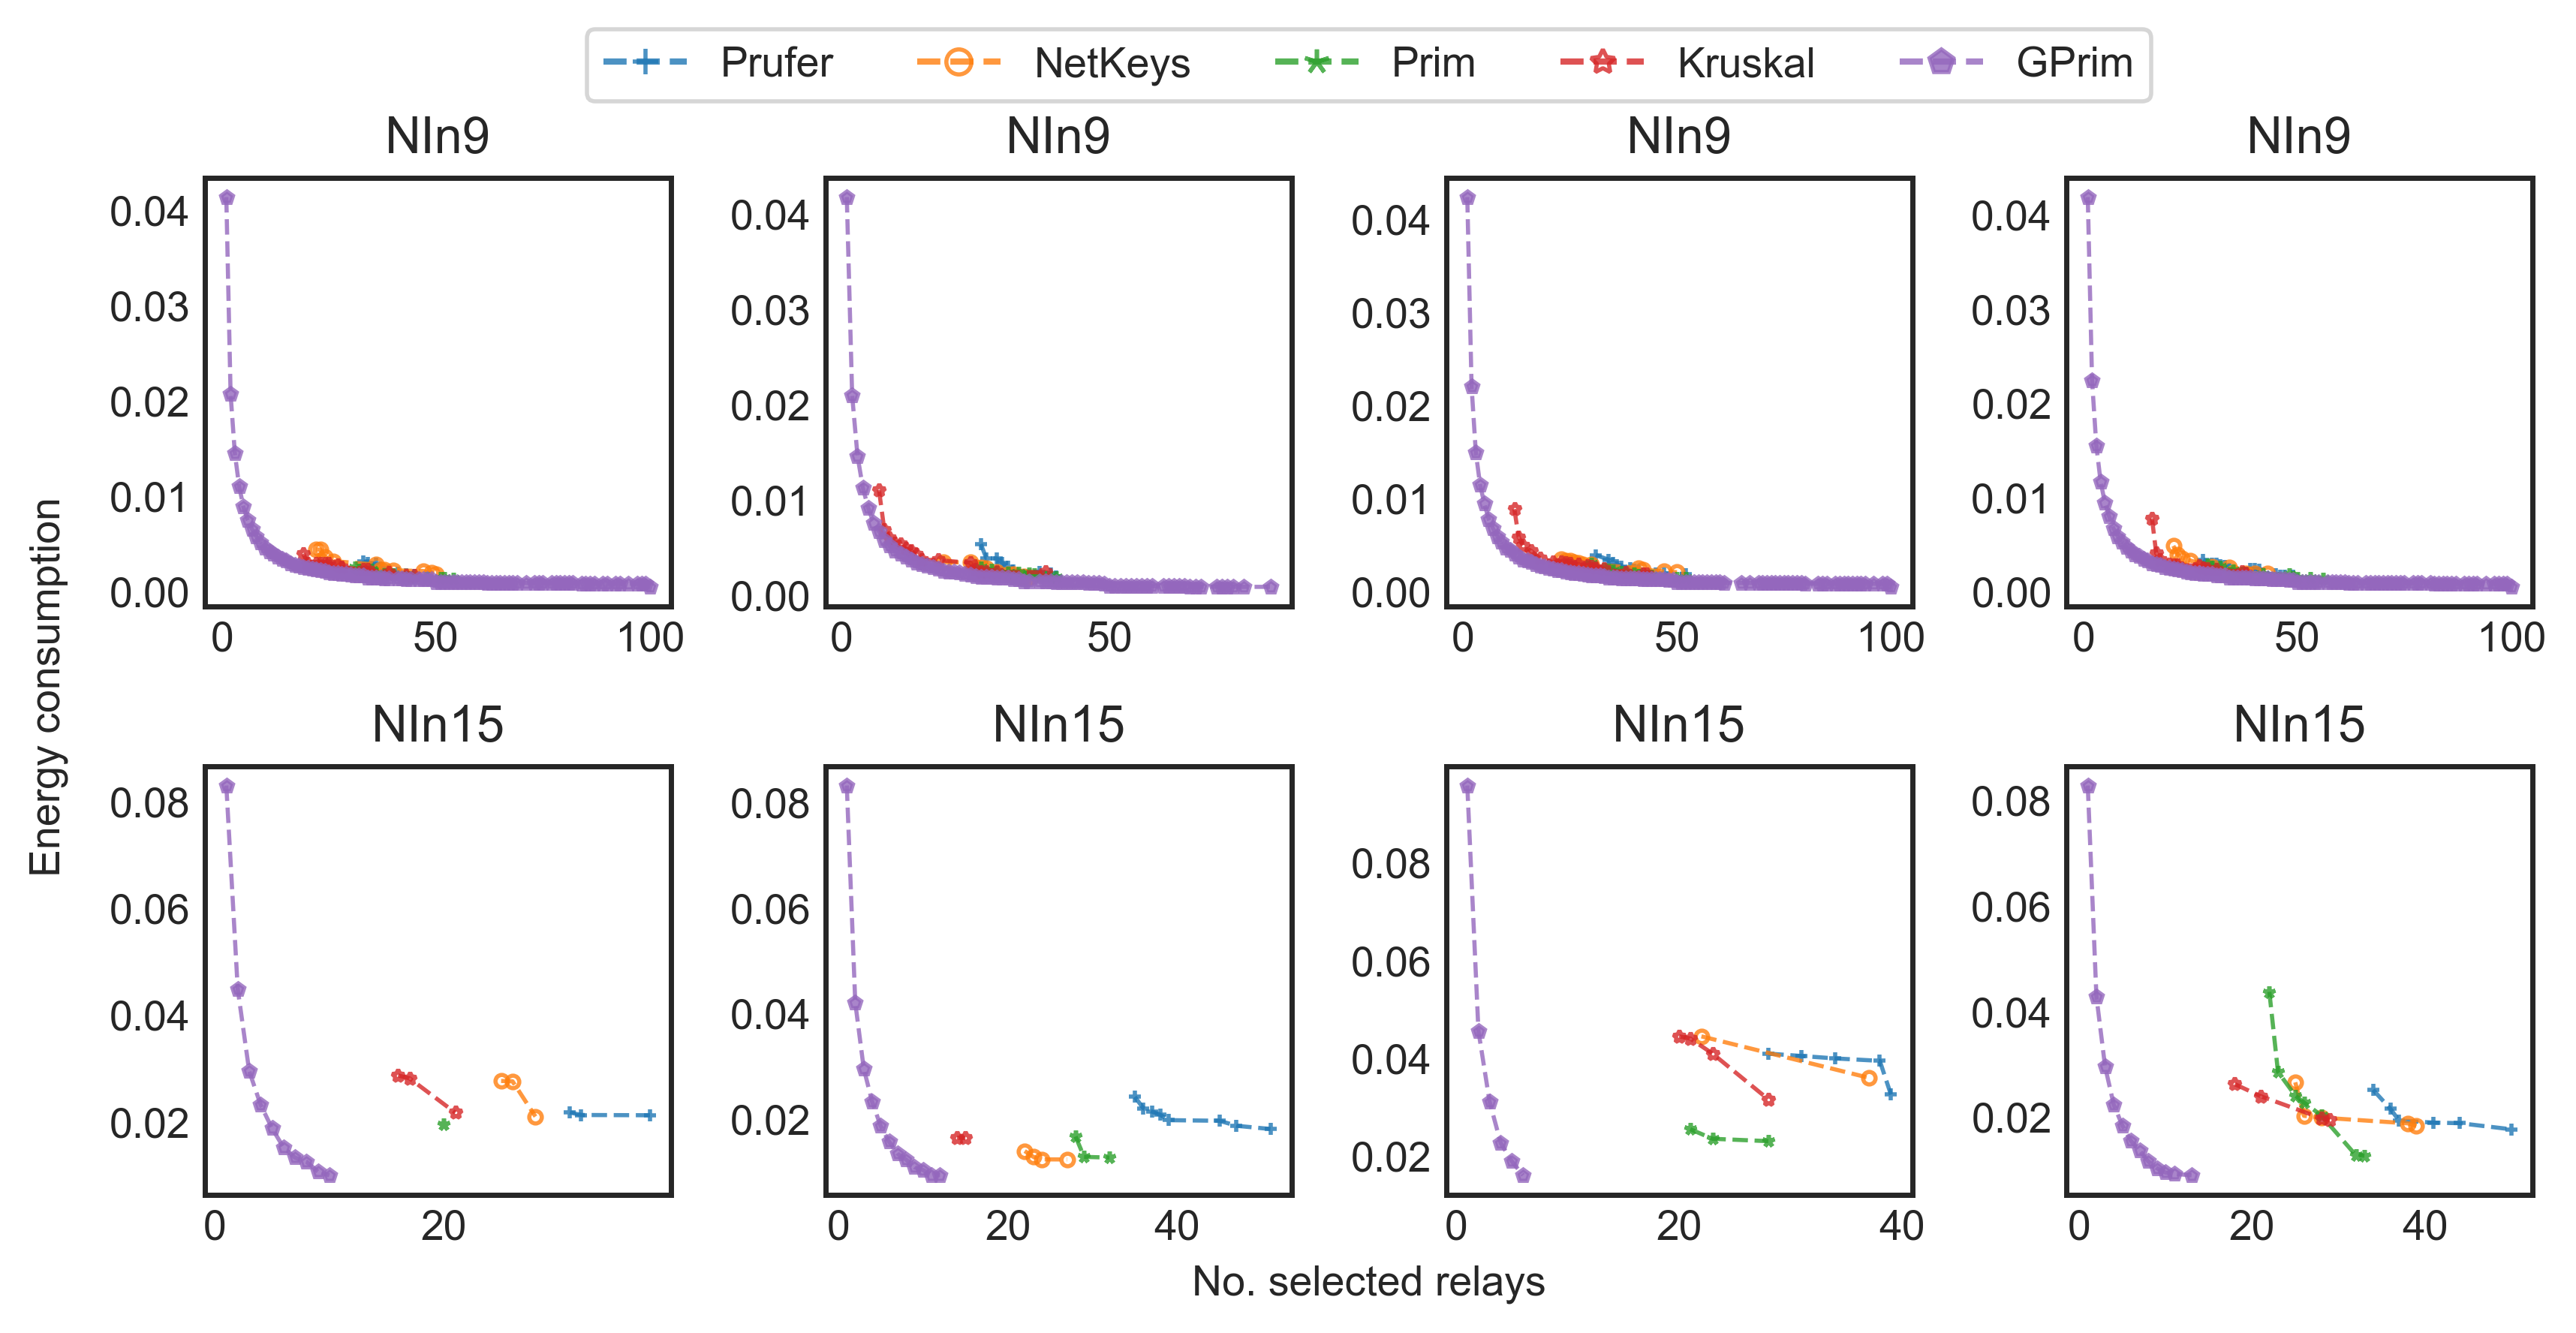 Prufer NetKeys Prim Kruskal GPrim
NIn9 NIn9 NIn9 NIn9
0.04 0.04 0.04 0.04
0.03 0.03 0.03 0.03
0.02 0.02 0.02 0.02
0.01 0.01 0.01 0.01
0.00 0.00 0.00 0.00
0 50 100 0 50 0 50 100 0 50 100
Energy consumption
NIn15 NIn15 NIn15 NIn15
0.08 0.08 0.08 0.08
0.06 0.06 0.06 0.06
0.04 0.04 0.04 0.04
0.02 0.02 0.02 0.02
0 20 0 20 40 0 20 40 0 20 40
No. selected relays